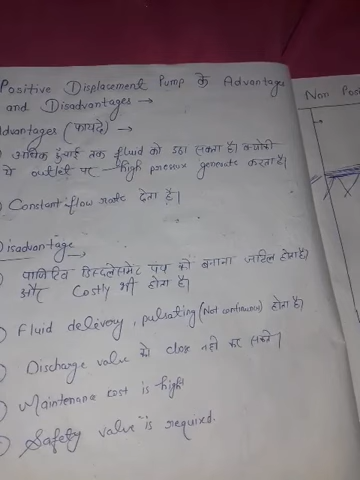 Positive Displacement Pump के Advantages
and Disadvantages →
Advantages (फायदे) →
अधिक ऊँचाई तक fluid को उठा सकता है। क्योंकी
ये outlet पर high pressure generate करता है।
Constant flow rate देता है।
Disadvantage →
पाजिटिव डिस्प्लेसमेंट पंप को बनाना जटिल होता है।
और Costly भी होता है।
Fluid delivery, pulsating (Not continuous) होता है।
Discharge valve को close नही कर सकते।
Maintenance cost is high
Safety valve is required.
Non Posi